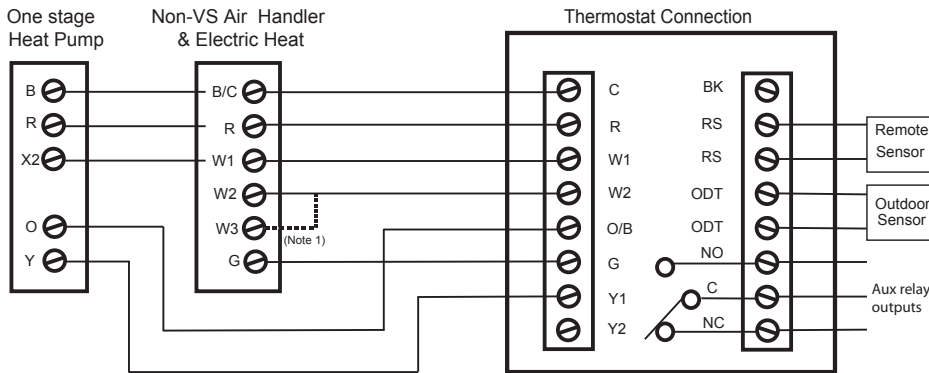 One stage
Heat Pump
Non-VS Air Handler
& Electric Heat
Thermostat Connection
B
R
X2
O
Y
B/C
R
W1
W2
W3
(Note 1)
G
C
R
W1
W2
O/B
G
Y1
Y2
BK
RS
RS
ODT
ODT
NO
C
NC
Remote
Sensor
Outdoor
Sensor
Aux relay
outputs